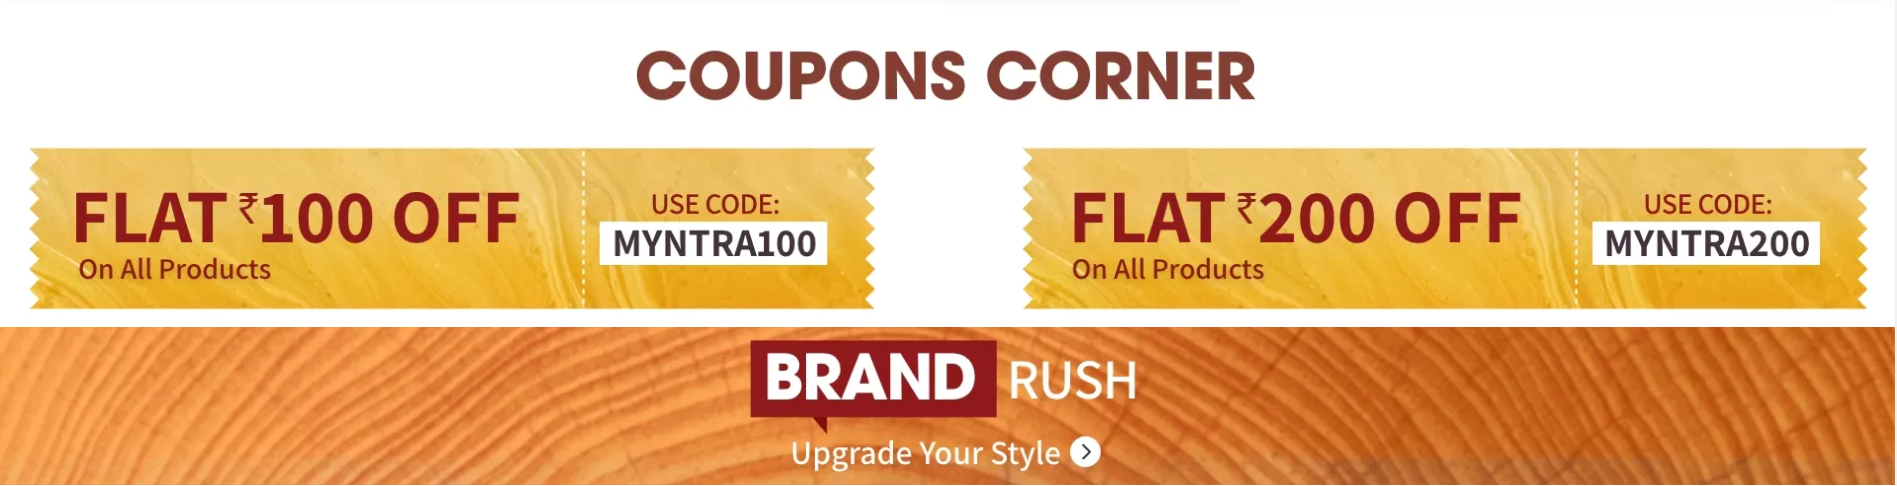 COUPONS CORNER
FLAT ₹100 OFF
On All Products
USE CODE:
MYNTRA100
FLAT ₹200 OFF
On All Products
USE CODE:
MYNTRA200
BRAND RUSH
Upgrade Your Style